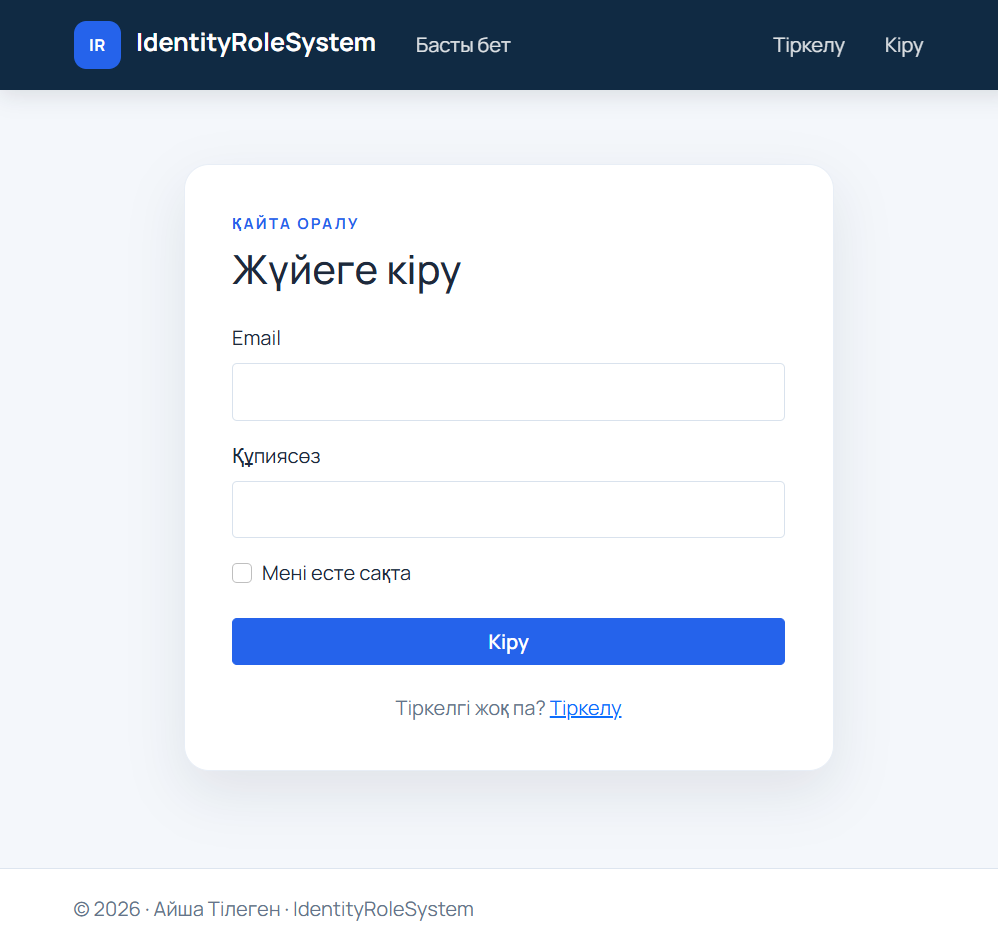 IR IdentityRoleSystem Басты бет Тіркелу Кіру
ҚАЙТА ОРАЛУ
Жүйеге кіру
Email
Құпиясөз
Мені есте сақта
Кіру
Тіркелгі жоқ па? Тіркелу
© 2026 · Айша Тілеген · IdentityRoleSystem